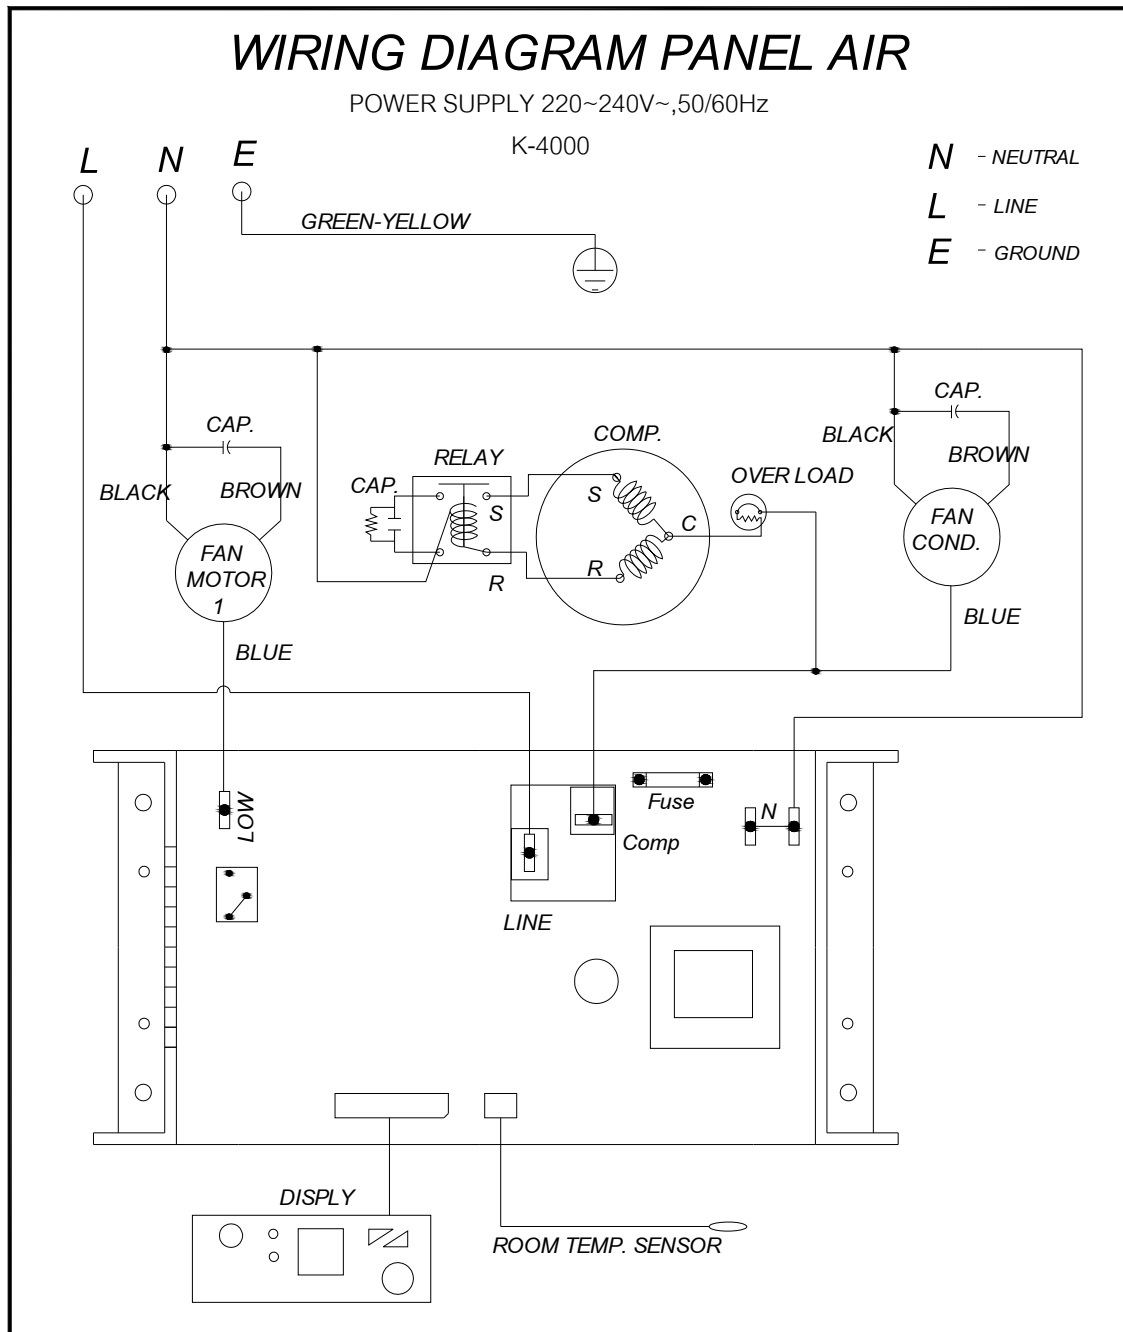 WIRING DIAGRAM PANEL AIR
POWER SUPPLY 220~240V~,50/60Hz
K-4000
L
N
E
N - NEUTRAL
L - LINE
E - GROUND
GREEN-YELLOW
CAP.
BLACK
BROWN
FAN
MOTOR
1
BLUE
CAP.
RELAY
S
R
COMP.
S
R
C
OVER LOAD
CAP.
BLACK
BROWN
FAN
COND.
BLUE
LOW
Fuse
N
Comp
LINE
DISPLY
ROOM TEMP. SENSOR